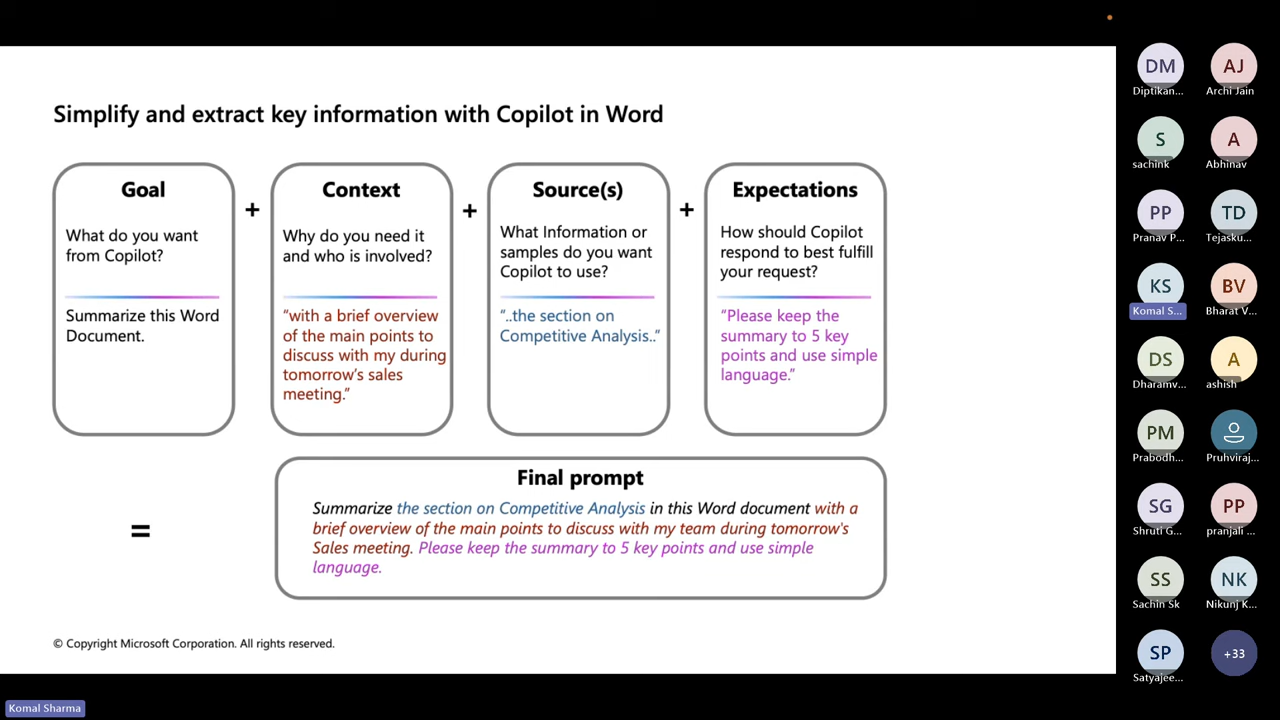 Simplify and extract key information with Copilot in Word
Goal
What do you want
from Copilot?
Summarize this Word
Document.
+
Context
Why do you need it
and who is involved?
"with a brief overview
of the main points to
discuss with my during
tomorrow's sales
meeting."
+
Source(s)
What Information or
samples do you want
Copilot to use?
"..the section on
Competitive Analysis.."
+
Expectations
How should Copilot
respond to best fulfill
your request?
"Please keep the
summary to 5 key
points and use simple
language."
=
Final prompt
Summarize the section on Competitive Analysis in this Word document with a
brief overview of the main points to discuss with my team during tomorrow's
Sales meeting. Please keep the summary to 5 key points and use simple
language.
© Copyright Microsoft Corporation. All rights reserved.
Komal Sharma
DM
Diptikan...
AJ
Archi Jain
S
sachink
A
Abhinav
PP
Pranav P...
TD
Tejasku...
KS
Komal S...
BV
Bharat V...
DS
Dharamv...
A
ashish
PM
Prabodh...
Pruhviraj...
SG
Shruti G...
PP
pranjali ...
SS
Sachin Sk
NK
Nikunj K...
SP
Satyajee...
+33